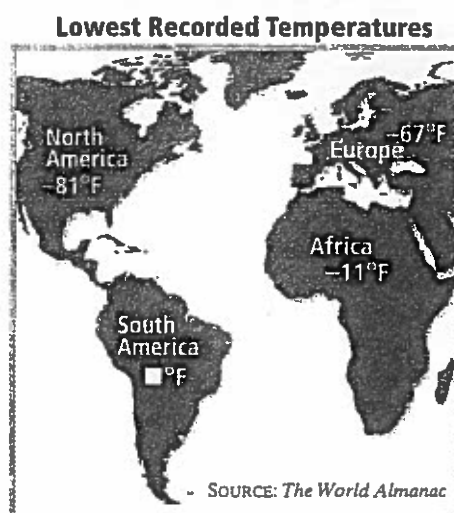 Lowest Recorded Temperatures
North
America
–81°F
–67°F
Europe
Africa
–11°F
South
America
□°F
SOURCE: The World Almanac